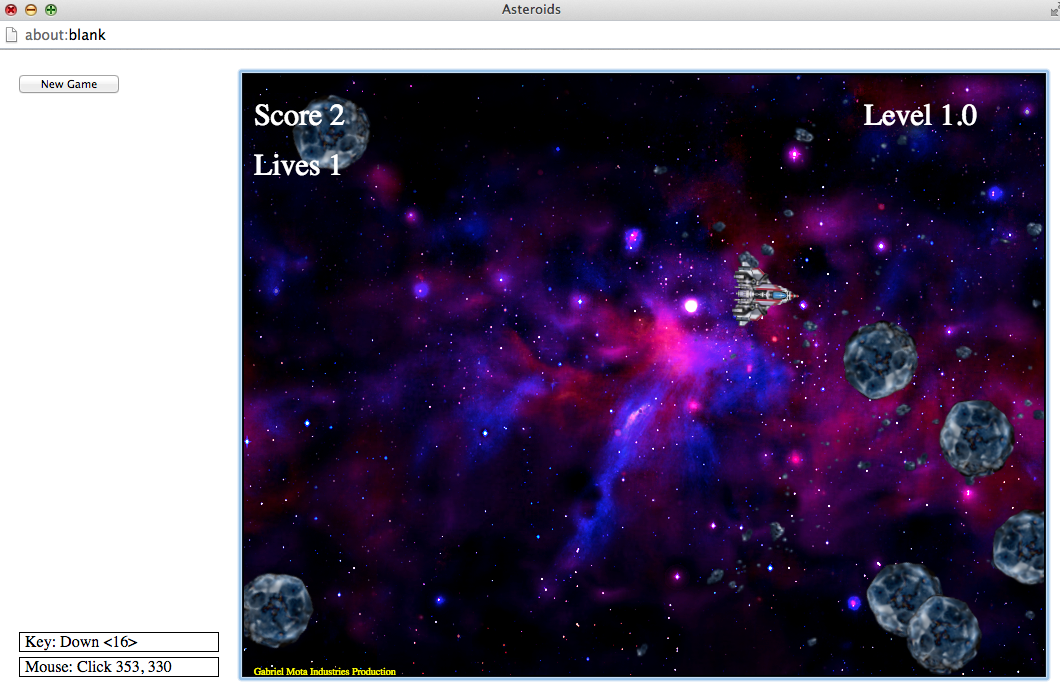 Asteroids
about:blank
New Game
Score 2
Level 1.0
Lives 1
Key: Down <16>
Mouse: Click 353, 330
Gabriel Mota Industries Production